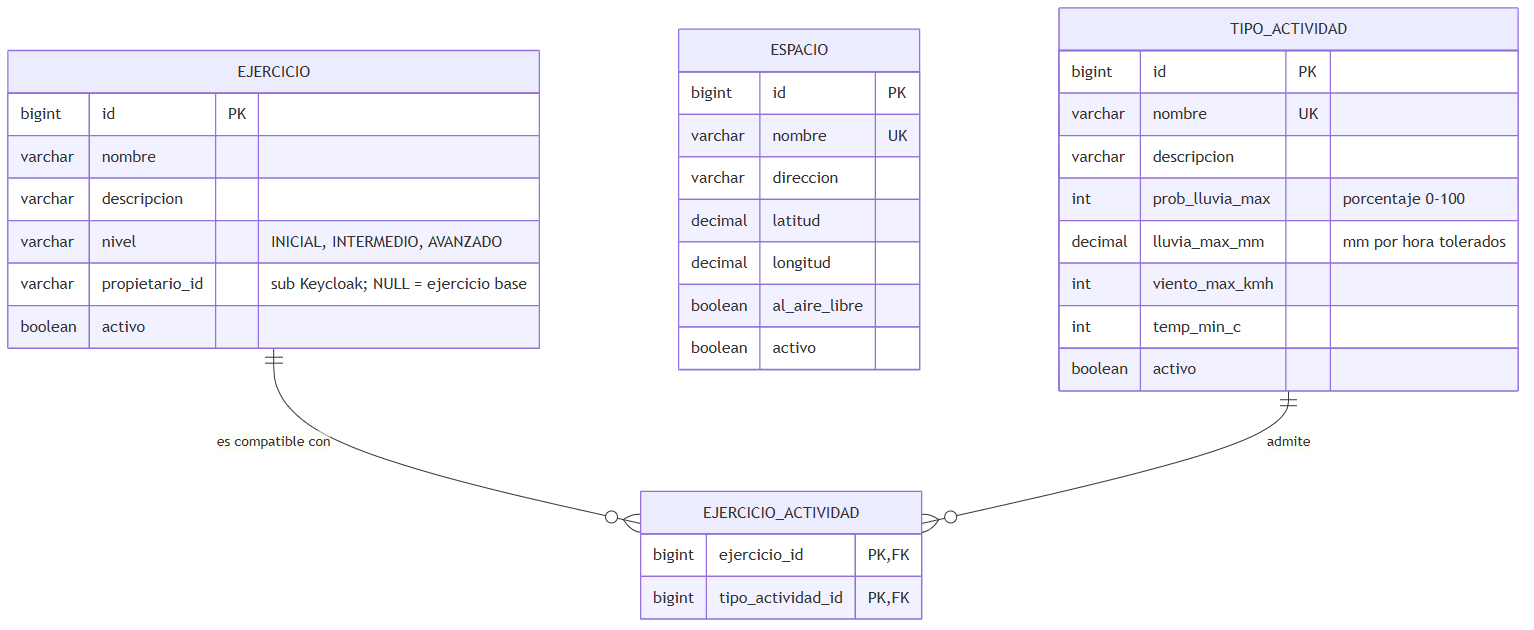 EJERCICIO
bigint id PK
varchar nombre
varchar descripcion
varchar nivel INICIAL, INTERMEDIO, AVANZADO
varchar propietario_id sub Keycloak; NULL = ejercicio base
boolean activo
ESPACIO
bigint id PK
varchar nombre UK
varchar direccion
decimal latitud
decimal longitud
boolean al_aire_libre
boolean activo
TIPO_ACTIVIDAD
bigint id PK
varchar nombre UK
varchar descripcion
int prob_lluvia_max porcentaje 0-100
decimal lluvia_max_mm mm por hora tolerados
int viento_max_kmh
int temp_min_c
boolean activo
es compatible con
admite
EJERCICIO_ACTIVIDAD
bigint ejercicio_id PK,FK
bigint tipo_actividad_id PK,FK